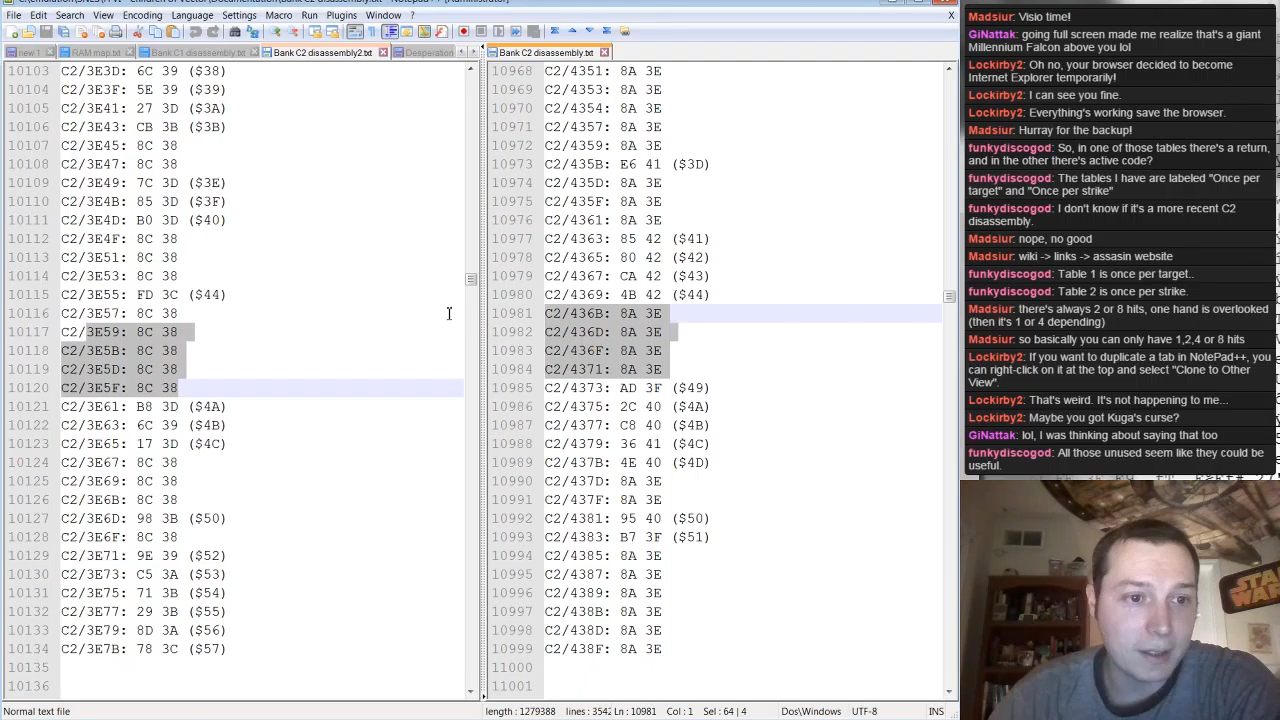 File Edit Search View Encoding Language Settings Macro Run Plugins Window ?
new 1 RAM map.txt Bank C1 disassembly.txt Bank C2 disassembly2.txt Desperation
Bank C2 disassembly.txt
10103 C2/3E3D: 6C 39 ($38)
10104 C2/3E3F: 5E 39 ($39)
10105 C2/3E41: 27 3D ($3A)
10106 C2/3E43: CB 3B ($3B)
10107 C2/3E45: 8C 38
10108 C2/3E47: 8C 38
10109 C2/3E49: 7C 3D ($3E)
10110 C2/3E4B: 85 3D ($3F)
10111 C2/3E4D: B0 3D ($40)
10112 C2/3E4F: 8C 38
10113 C2/3E51: 8C 38
10114 C2/3E53: 8C 38
10115 C2/3E55: FD 3C ($44)
10116 C2/3E57: 8C 38
10117 C2/3E59: 8C 38
10118 C2/3E5B: 8C 38
10119 C2/3E5D: 8C 38
10120 C2/3E5F: 8C 38
10121 C2/3E61: B8 3D ($4A)
10122 C2/3E63: 6C 39 ($4B)
10123 C2/3E65: 17 3D ($4C)
10124 C2/3E67: 8C 38
10125 C2/3E69: 8C 38
10126 C2/3E6B: 8C 38
10127 C2/3E6D: 98 3B ($50)
10128 C2/3E6F: 8C 38
10129 C2/3E71: 9E 39 ($52)
10130 C2/3E73: C5 3A ($53)
10131 C2/3E75: 71 3B ($54)
10132 C2/3E77: 29 3B ($55)
10133 C2/3E79: 8D 3A ($56)
10134 C2/3E7B: 78 3C ($57)
10135
10136
10968 C2/4351: 8A 3E
10969 C2/4353: 8A 3E
10970 C2/4354: 8A 3E
10971 C2/4357: 8A 3E
10972 C2/4359: 8A 3E
10973 C2/435B: E6 41 ($3D)
10974 C2/435D: 8A 3E
10975 C2/435F: 8A 3E
10976 C2/4361: 8A 3E
10977 C2/4363: 85 42 ($41)
10978 C2/4365: 80 42 ($42)
10979 C2/4367: CA 42 ($43)
10980 C2/4369: 4B 42 ($44)
10981 C2/436B: 8A 3E
10982 C2/436D: 8A 3E
10983 C2/436F: 8A 3E
10984 C2/4371: 8A 3E
10985 C2/4373: AD 3F ($49)
10986 C2/4375: 2C 40 ($4A)
10987 C2/4377: C8 40 ($4B)
10988 C2/4379: 36 41 ($4C)
10989 C2/437B: 4E 40 ($4D)
10990 C2/437D: 8A 3E
10991 C2/437F: 8A 3E
10992 C2/4381: 95 40 ($50)
10993 C2/4383: B7 3F ($51)
10994 C2/4385: 8A 3E
10995 C2/4387: 8A 3E
10996 C2/4389: 8A 3E
10997 C2/438B: 8A 3E
10998 C2/438D: 8A 3E
10999 C2/438F: 8A 3E
11000
11001
Normal text file length : 1279388 lines : 3542 Ln : 10981 Col : 1 Sel : 64 | 4 Dos\Windows UTF-8 INS
Madsiur: Visio time!
GiNattak: going full screen made me realize that's a giant
Millennium Falcon above you lol
Lockirby2: Oh no, your browser decided to become
Internet Explorer temporarily!
Lockirby2: I can see you fine.
Lockirby2: Everything's working save the browser.
Madsiur: Hurray for the backup!
funkydiscogod: So, in one of those tables there's a return,
and in the other there's active code?
funkydiscogod: The tables I have are labeled "Once per
target" and "Once per strike"
funkydiscogod: I don't know if it's a more recent C2
disassembly.
Madsiur: nope, no good
Madsiur: wiki -> links -> assasin website
funkydiscogod: Table 1 is once per target..
funkydiscogod: Table 2 is once per strike.
Madsiur: there's always 2 or 8 hits, one hand is overlooked
(then it's 1 or 4 depending)
Madsiur: so basically you can only have 1,2,4 or 8 hits
Lockirby2: If you want to duplicate a tab in NotePad++, you
can right-click on it at the top and select "Clone to Other
View".
Lockirby2: That's weird. It's not happening to me...
Lockirby2: Maybe you got Kuga's curse?
GiNattak: lol, I was thinking about saying that too
funkydiscogod: All those unused seem like they could be
useful.
STAR
WARS